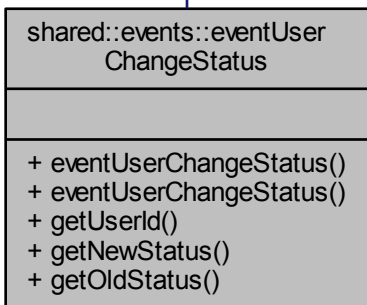 shared::events::eventUser
ChangeStatus
+ eventUserChangeStatus()
+ eventUserChangeStatus()
+ getUserId()
+ getNewStatus()
+ getOldStatus()